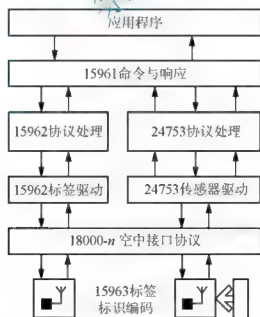 应用程序
15961命令与响应
15962协议处理
24753协议处理
15962标签驱动
24753传感器驱动
18000-n 空中接口协议
15963标签
标识编码